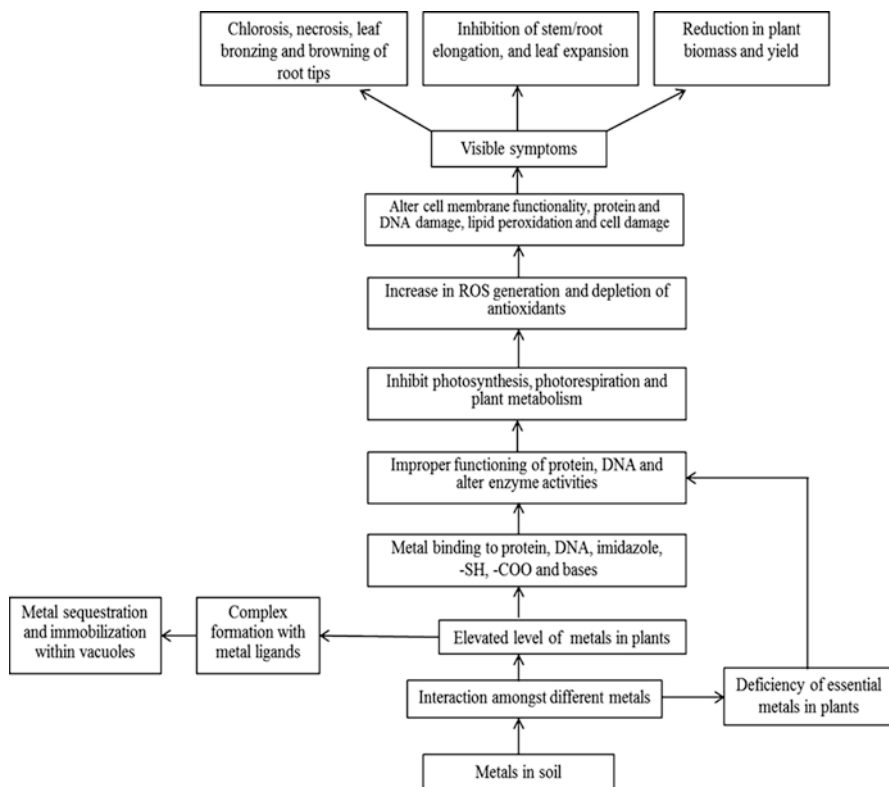 Chlorosis, necrosis, leaf
bronzing and browning of
root tips
Inhibition of stem/root
elongation, and leaf expansion
Reduction in plant
biomass and yield
Visible symptoms
Alter cell membrane functionality, protein and
DNA damage, lipid peroxidation and cell damage
Increase in ROS generation and depletion of
antioxidants
Inhibit photosynthesis, photorespiration and
plant metabolism
Improper functioning of protein, DNA and
alter enzyme activities
Metal binding to protein, DNA, imidazole,
-SH, -COO and bases
Metal sequestration
and immobilization
within vacuoles
Complex
formation with
metal ligands
Elevated level of metals in plants
Interaction amongst different metals
Deficiency of essential
metals in plants
Metals in soil